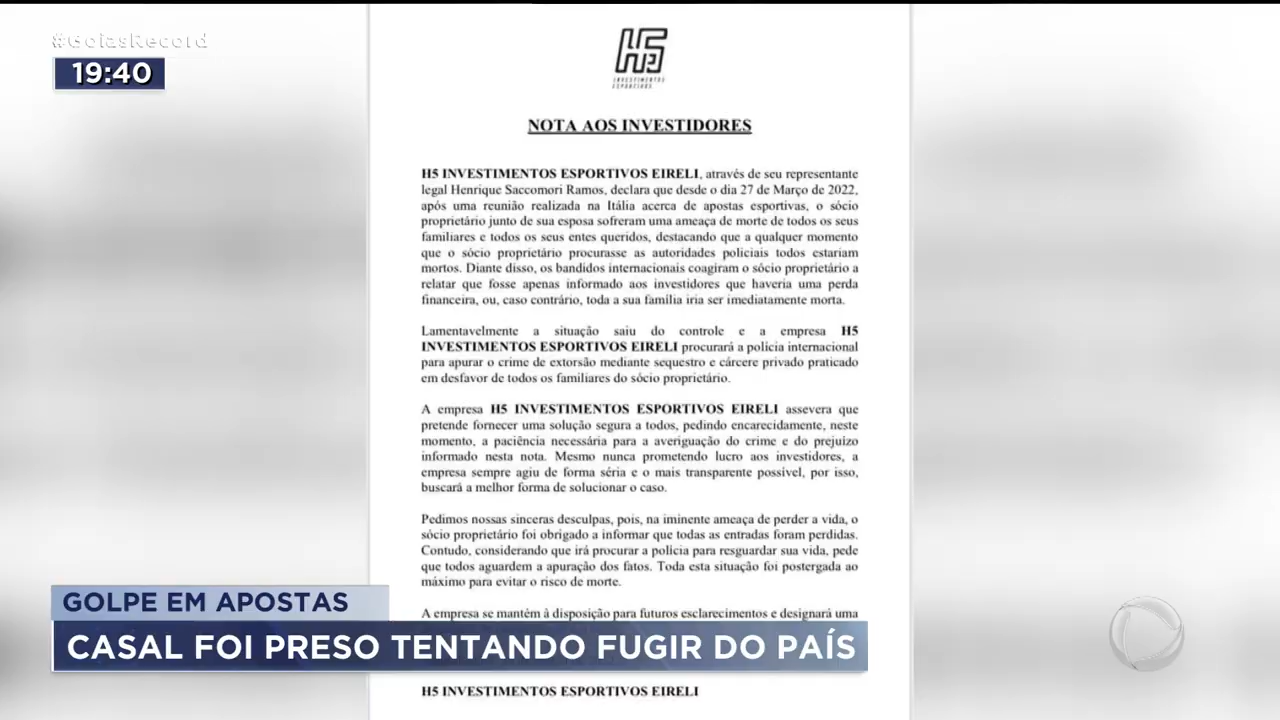 #GoiásRecord
19:40
H5
INVESTIMENTOS
ESPORTIVOS
NOTA AOS INVESTIDORES
H5 INVESTIMENTOS ESPORTIVOS EIRELI, através de seu representante
legal Henrique Saccomori Ramos, declara que desde o dia 27 de Março de 2022,
após uma reunião realizada na Itália acerca de apostas esportivas, o sócio
proprietário junto de sua esposa sofreram uma ameaça de morte de todos os seus
familiares e todos os seus entes queridos, destacando que a qualquer momento
que o sócio proprietário procurasse as autoridades policiais todos estariam
mortos. Diante disso, os bandidos internacionais coagiram o sócio proprietário a
relatar que fosse apenas informado aos investidores que haveria uma perda
financeira, ou, caso contrário, toda a sua família iria ser imediatamente morta.
Lamentavelmente a situação saiu do controle e a empresa H5
INVESTIMENTOS ESPORTIVOS EIRELI procurará a policia internacional
para apurar o crime de extorsão mediante sequestro e cárcere privado praticado
em desfavor de todos os familiares do sócio proprietário.
A empresa H5 INVESTIMENTOS ESPORTIVOS EIRELI assevera que
pretende fornecer uma solução segura a todos, pedindo encarecidamente, neste
momento, a paciência necessária para a averiguação do crime e do prejuízo
informado nesta nota. Mesmo nunca prometendo lucro aos investidores, a
empresa sempre agiu de forma séria e o mais transparente possível, por isso,
buscará a melhor forma de solucionar o caso.
Pedimos nossas sinceras desculpas, pois, na iminente ameaça de perder a vida, o
sócio proprietário foi obrigado a informar que todas as entradas foram perdidas.
Contudo, considerando que irá procurar a policia para resguardar sua vida, pede
que todos aguardem a apuração dos fatos. Toda esta situação foi postergada ao
máximo para evitar o risco de morte.
A empresa se mantém à disposição para futuros esclarecimentos e designará uma
GOLPE EM APOSTAS
CASAL FOI PRESO TENTANDO FUGIR DO PAÍS
H5 INVESTIMENTOS ESPORTIVOS EIRELI